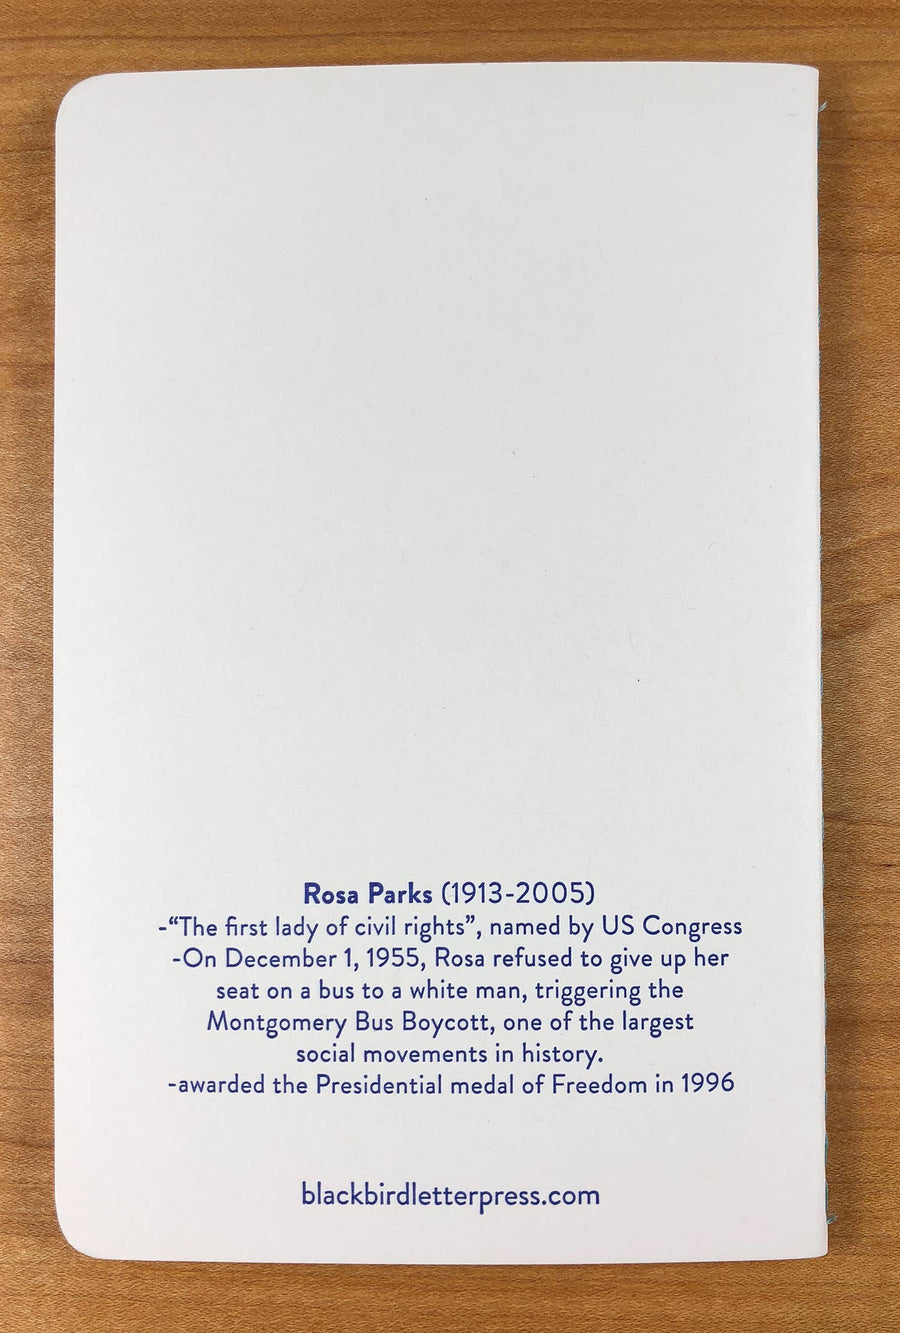 Rosa Parks (1913-2005)
-“The first lady of civil rights”, named by US Congress
-On December 1, 1955, Rosa refused to give up her
seat on a bus to a white man, triggering the
Montgomery Bus Boycott, one of the largest
social movements in history.
-awarded the Presidential medal of Freedom in 1996
blackbirdletterpress.com